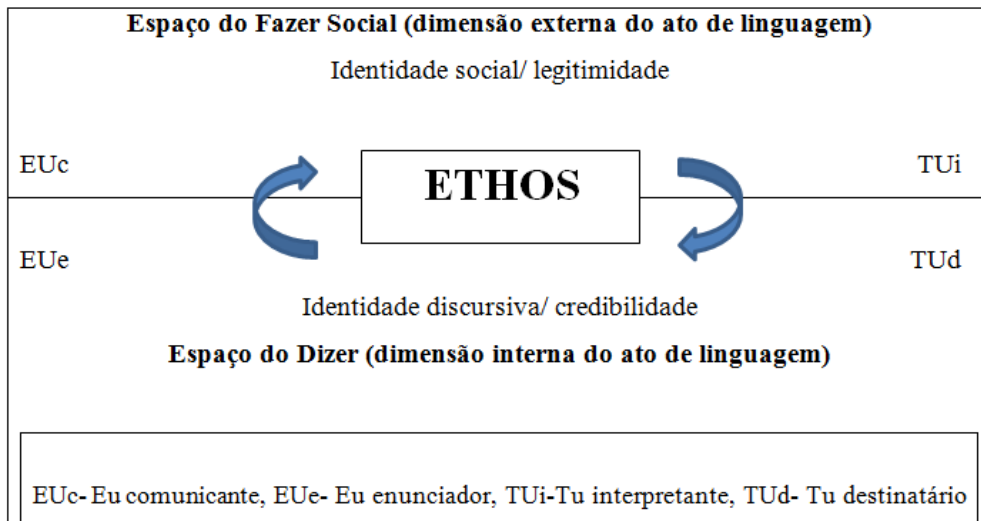 Espaço do Fazer Social (dimensão externa do ato de linguagem)
Identidade social/ legitimidade
EUc
TUi
ETHOS
EUe
TUd
Identidade discursiva/ credibilidade
Espaço do Dizer (dimensão interna do ato de linguagem)
EUc- Eu comunicante, EUe- Eu enunciador, TUi-Tu interpretante, TUd- Tu destinatário